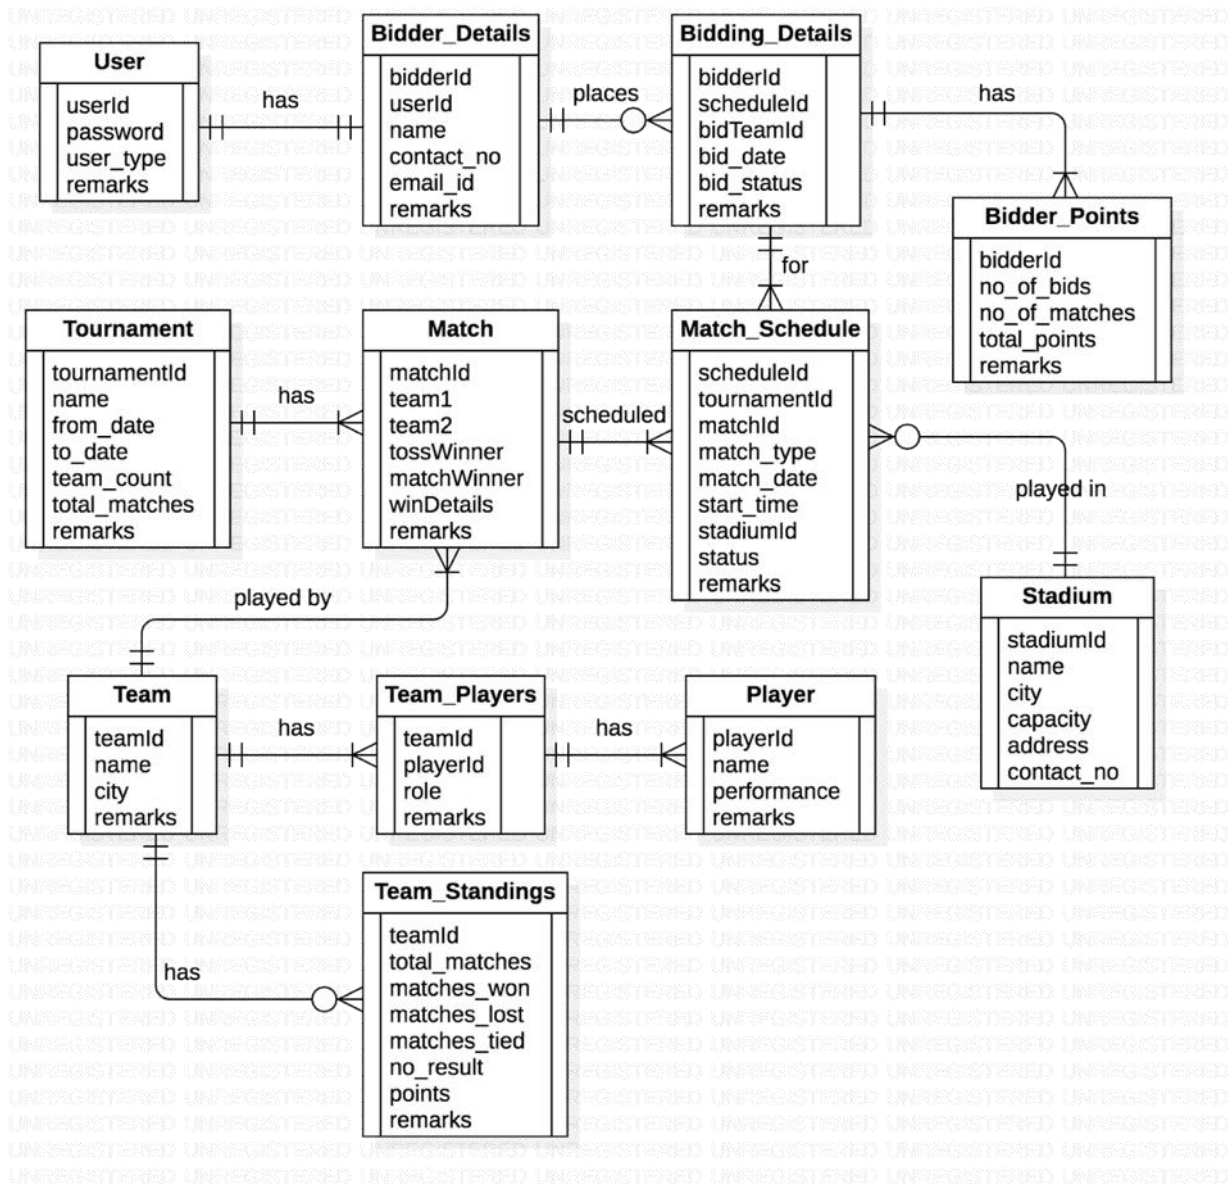 User
userId
password
user_type
remarks
has
Bidder_Details
bidderId
userId
name
contact_no
email_id
remarks
places
Bidding_Details
bidderId
scheduleId
bidTeamId
bid_date
bid_status
remarks
has
Bidder_Points
bidderId
no_of_bids
no_of_matches
total_points
remarks
for
Tournament
tournamentId
name
from_date
to_date
team_count
total_matches
remarks
has
Match
matchId
team1
team2
tossWinner
matchWinner
winDetails
remarks
scheduled
Match_Schedule
scheduleId
tournamentId
matchId
match_type
match_date
start_time
stadiumId
status
remarks
played in
Stadium
stadiumId
name
city
capacity
address
contact_no
played by
Team
teamId
name
city
remarks
has
Team_Players
teamId
playerId
role
remarks
has
Player
playerId
name
performance
remarks
has
Team_Standings
teamId
total_matches
matches_won
matches_lost
matches_tied
no_result
points
remarks
UNREGISTERED